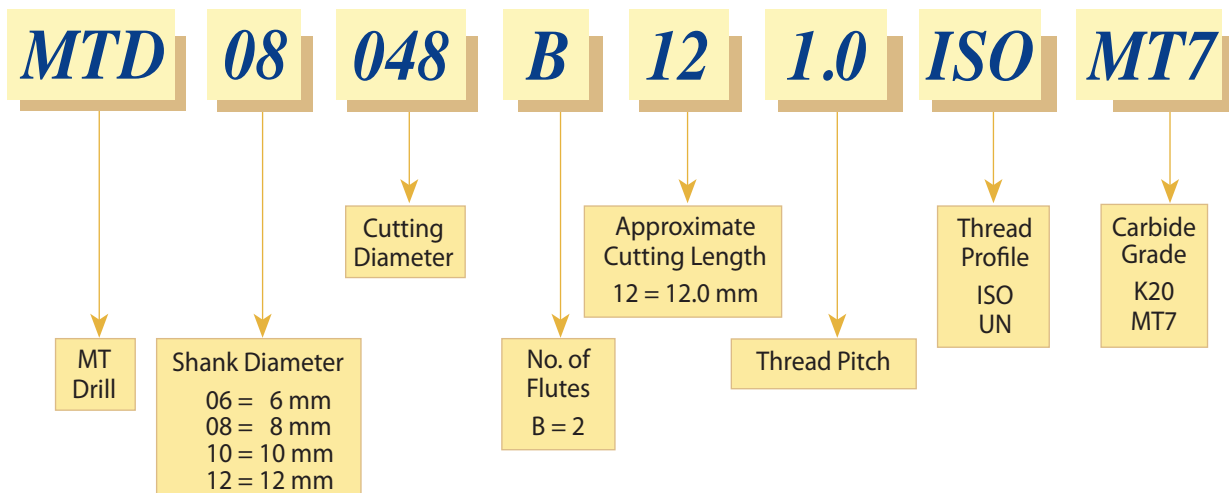 MTD 08 048 B 12 1.0 ISO MT7
Cutting
Diameter
Approximate
Cutting Length
12 = 12.0 mm
Thread
Profile
ISO
UN
Carbide
Grade
K20
MT7
MT
Drill
Shank Diameter
06 = 6 mm
08 = 8 mm
10 = 10 mm
12 = 12 mm
No. of
Flutes
B = 2
Thread Pitch